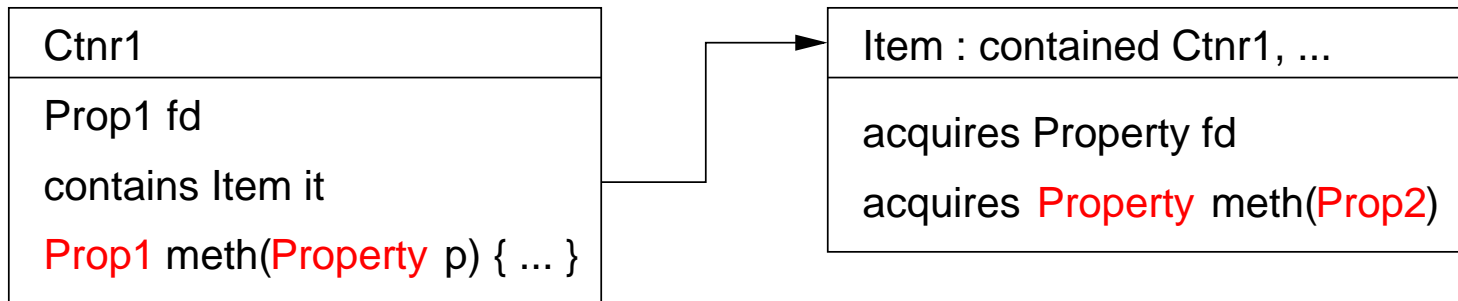 Ctnr1
Prop1 fd
contains Item it
Prop1 meth(Property p) { ... }
Item : contained Ctnr1, ...
acquires Property fd
acquires Property meth(Prop2)